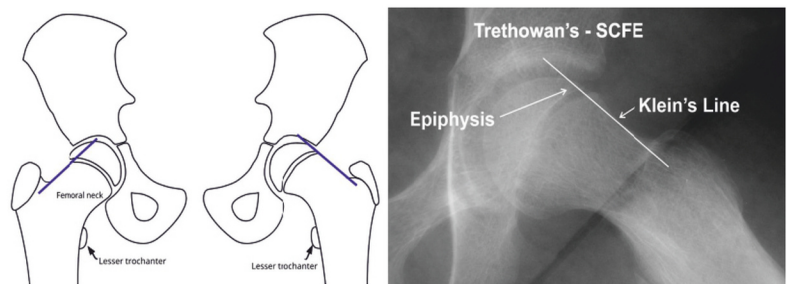 Femoral neck
Lesser trochanter
Lesser trochanter
Trethowan's - SCFE
Epiphysis
Klein's Line